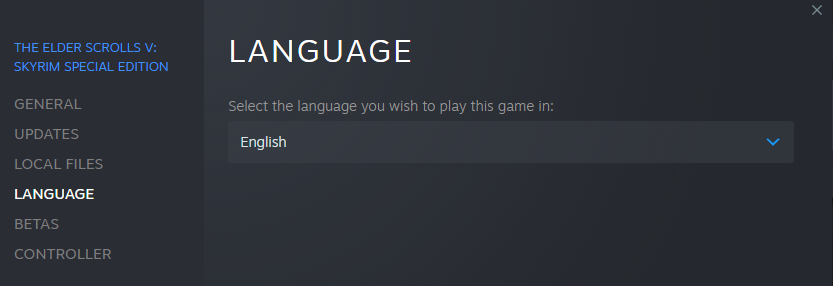 THE ELDER SCROLLS V:
SKYRIM SPECIAL EDITION
GENERAL
UPDATES
LOCAL FILES
LANGUAGE
BETAS
CONTROLLER
LANGUAGE
Select the language you wish to play this game in:
English